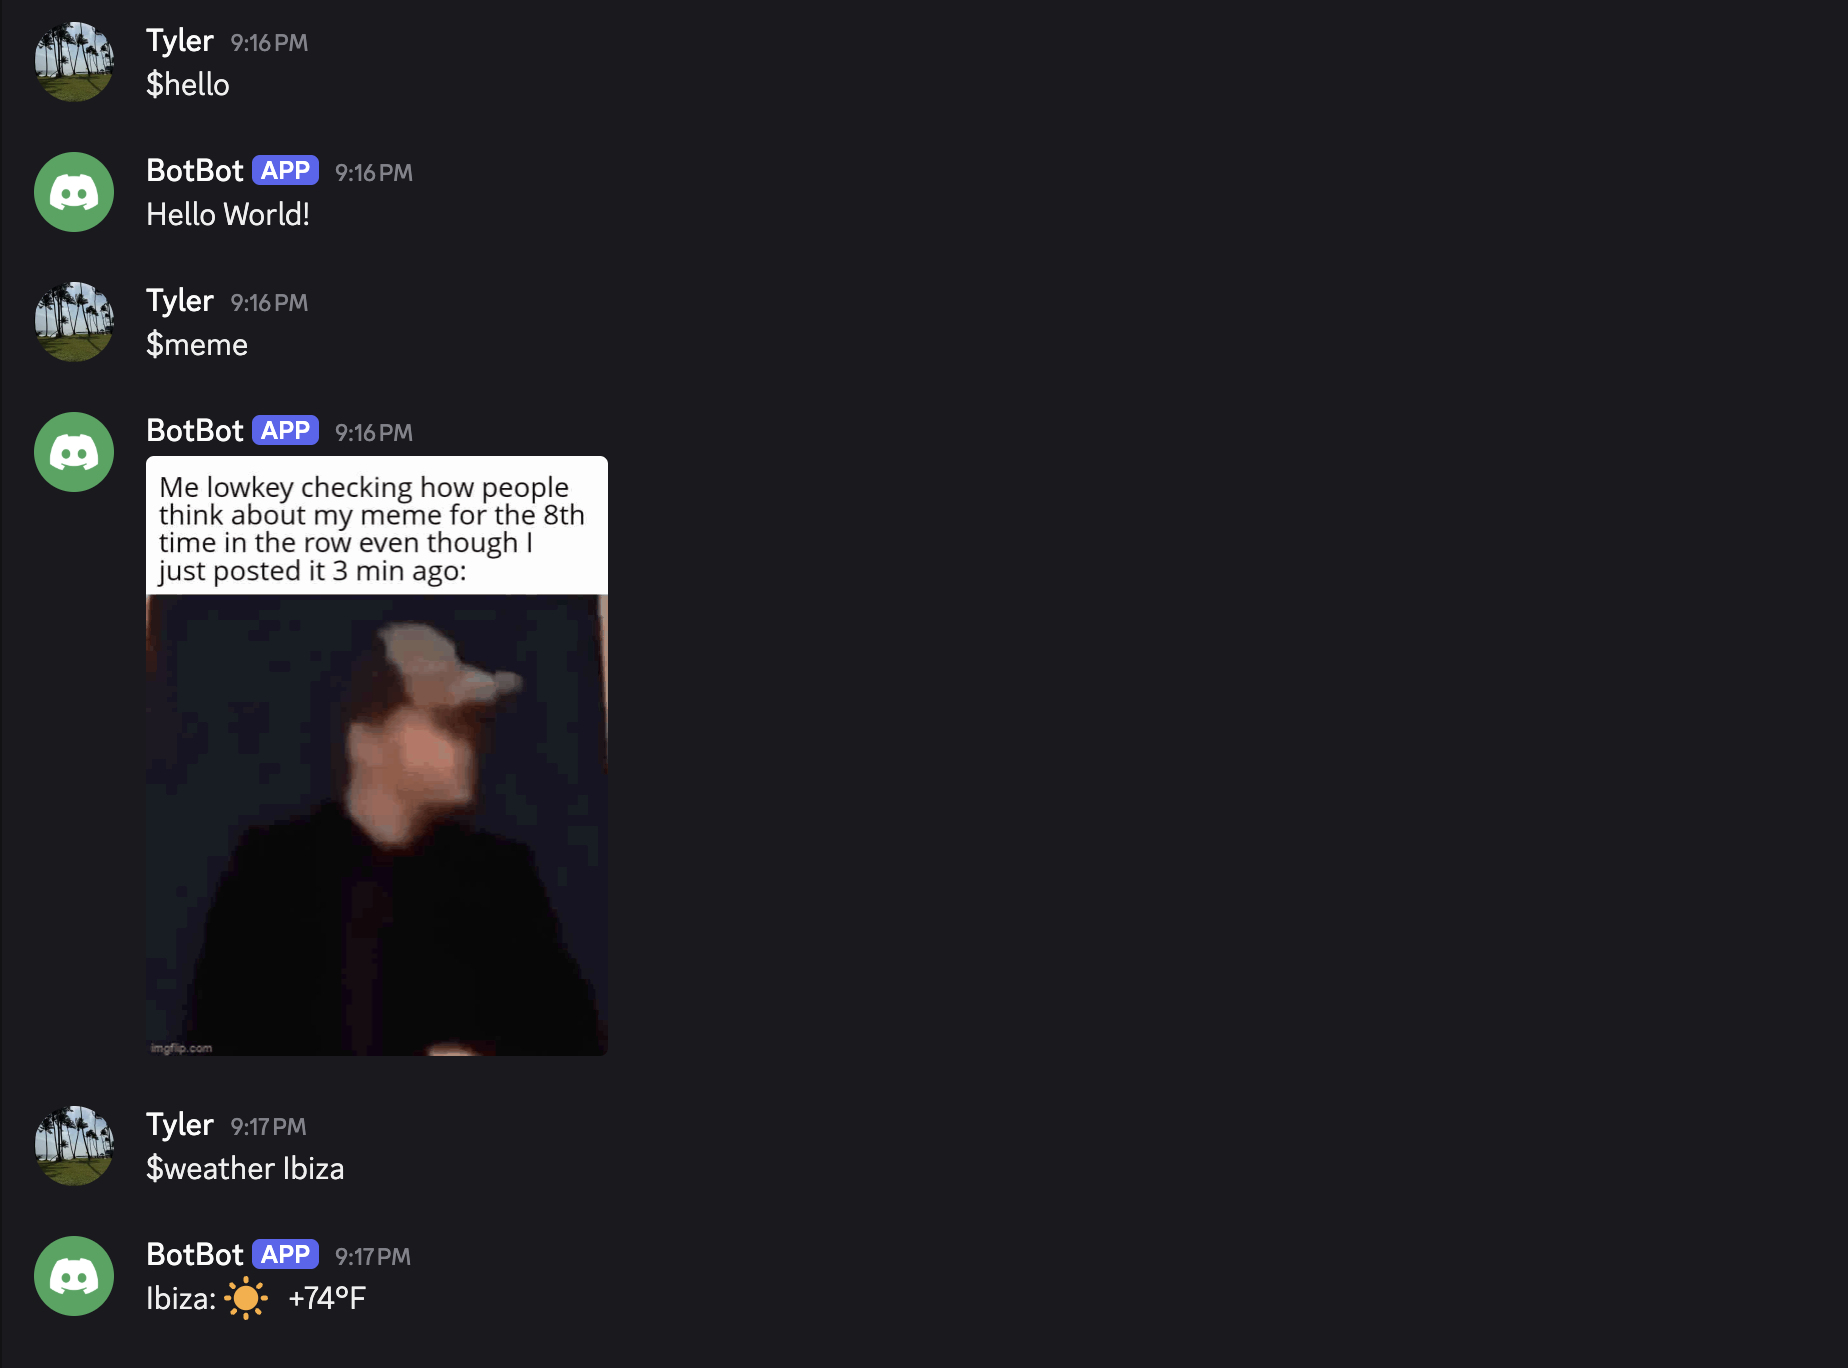 Tyler 9:16 PM
$hello
BotBot APP 9:16 PM
Hello World!
Tyler 9:16 PM
$meme
BotBot APP 9:16 PM
Me lowkey checking how people
think about my meme for the 8th
time in the row even though I
just posted it 3 min ago:
imgflip.com
Tyler 9:17 PM
$weather Ibiza
BotBot APP 9:17 PM
Ibiza: ☀️ +74°F